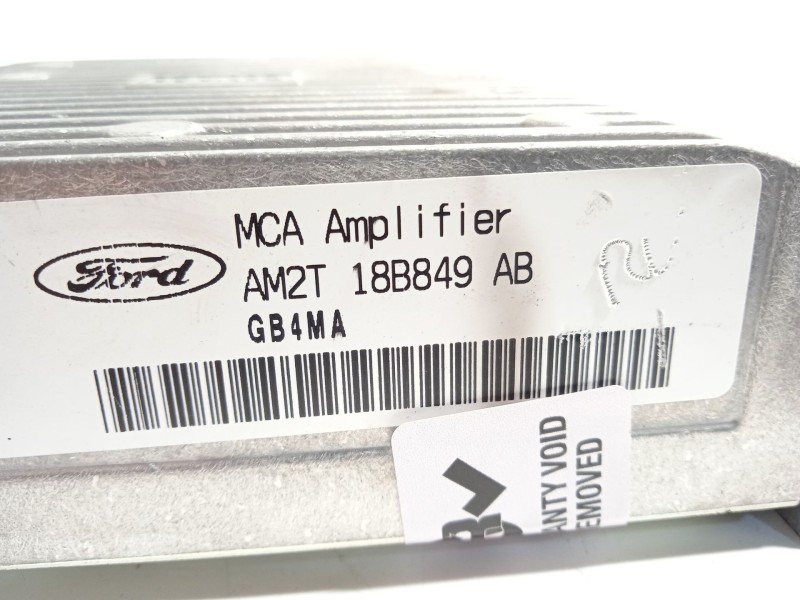 Ford
MCA Amplifier
AM2T 18B849 AB
GB4MA
ANTY VOID
EMOVED